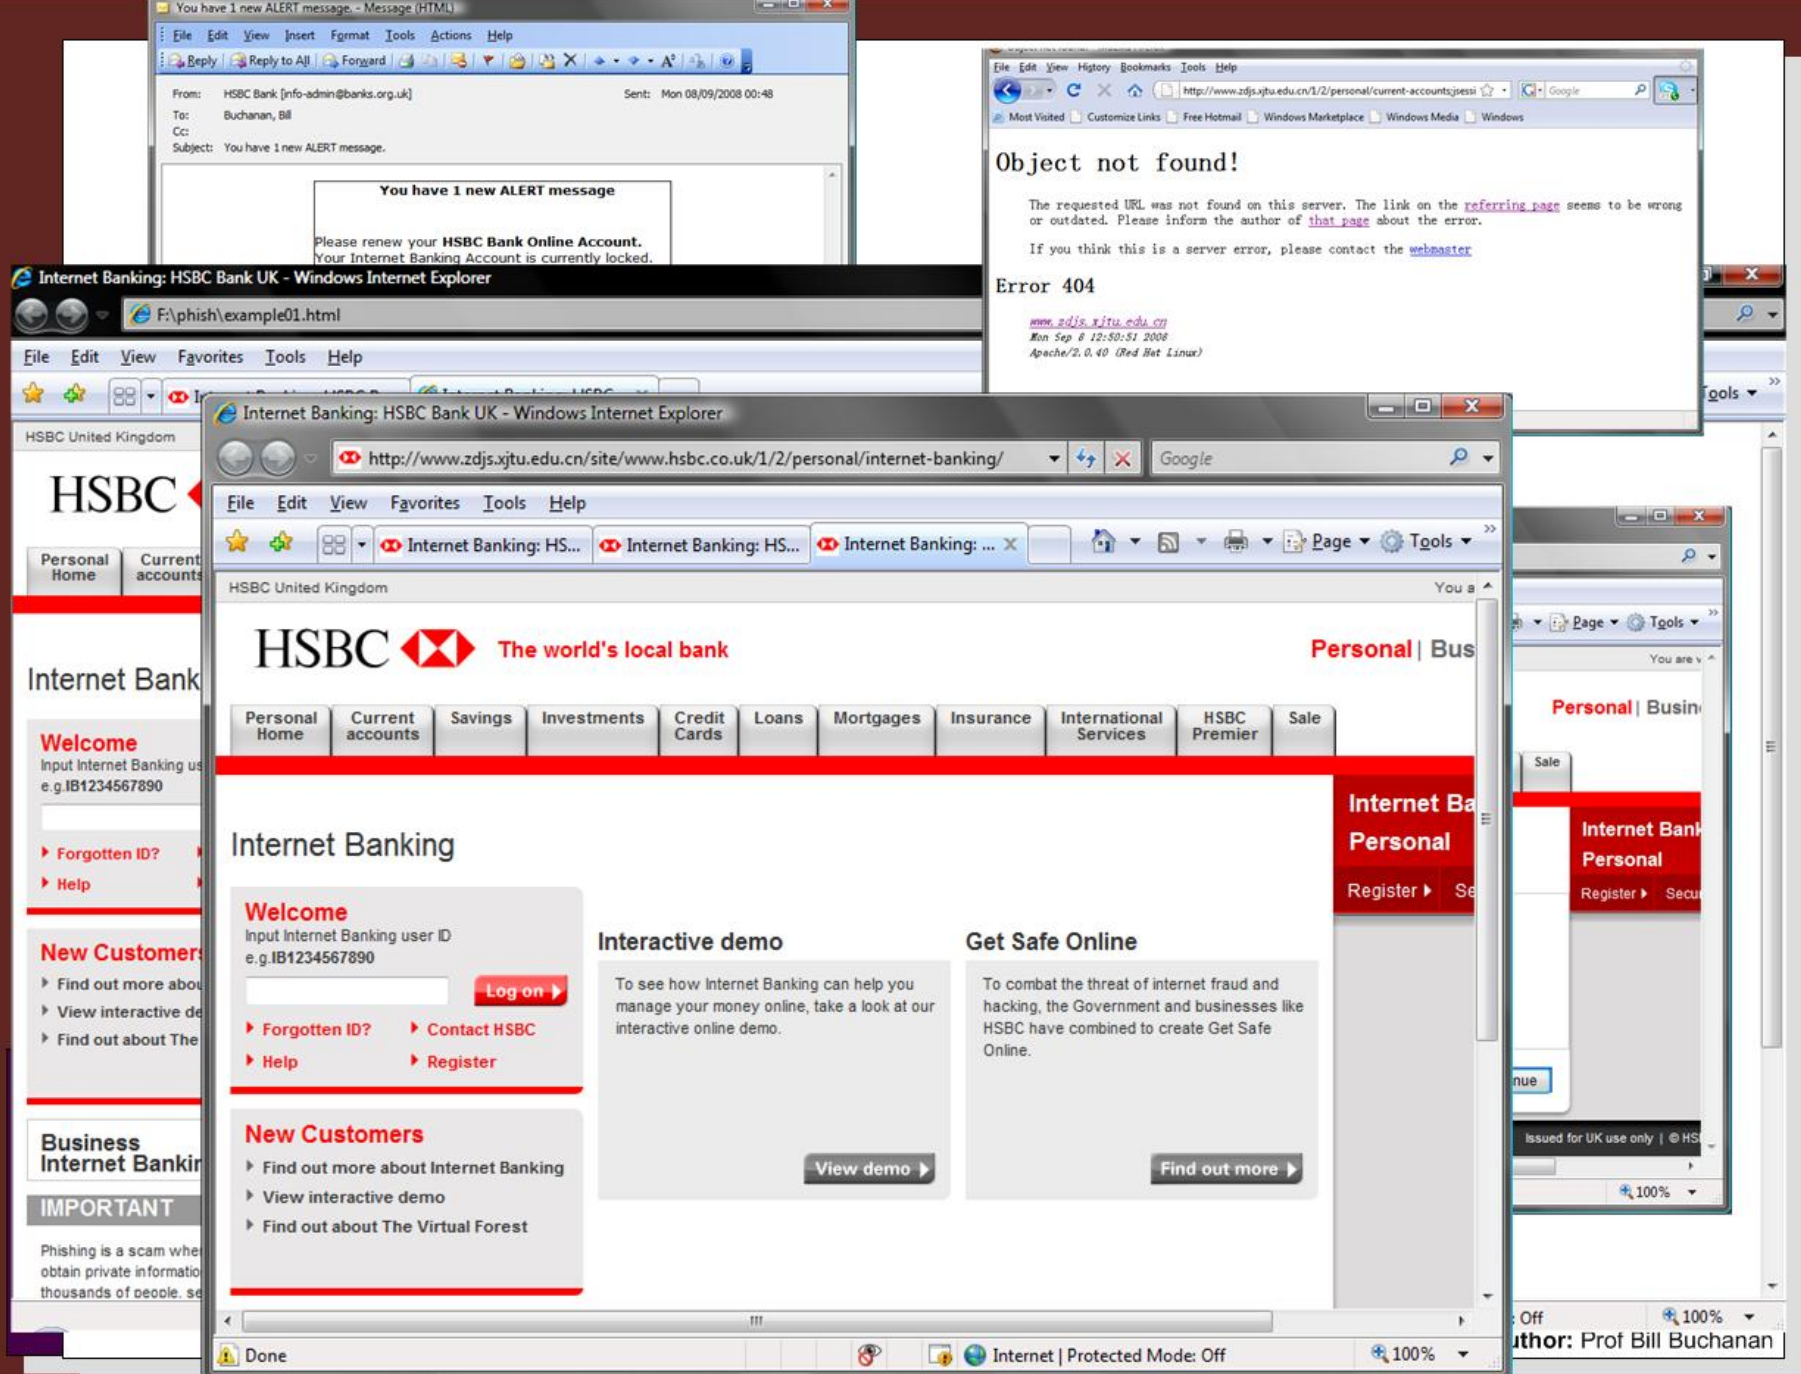 You have 1 new ALERT message. - Message (HTML)
File Edit View Insert Format Tools Actions Help
Reply Reply to All Forward
From: HSBC Bank [info-admin@banks.org.uk] Sent: Mon 08/09/2008 00:48
To: Buchanan, Bill
Cc:
Subject: You have 1 new ALERT message.
You have 1 new ALERT message
Please renew your HSBC Bank Online Account.
Your Internet Banking Account is currently locked.
File Edit View History Bookmarks Tools Help
http://www.zdjs.xjtu.edu.cn/1/2/personal/current-accounts;jsessi Google
Most Visited Customize Links Free Hotmail Windows Marketplace Windows Media Windows
Object not found!
The requested URL was not found on this server. The link on the referring page seems to be wrong
or outdated. Please inform the author of that page about the error.
If you think this is a server error, please contact the webmaster
Error 404
www.zdjs.xjtu.edu.cn
Mon Sep 8 12:50:51 2008
Apache/2.0.40 (Red Hat Linux)
Internet Banking: HSBC Bank UK - Windows Internet Explorer
F:\phish\example01.html
File Edit View Favorites Tools Help
Tools
HSBC United Kingdom
HSBC
Personal Home
Current accounts
Internet Bank
Welcome
Input Internet Banking us
e.g.IB1234567890
Forgotten ID?
Help
New Customers
Find out more abou
View interactive de
Find out about The
Business
Internet Bankin
IMPORTANT
Phishing is a scam whe
obtain private informatio
thousands of people, se
Internet Banking: HSBC Bank UK - Windows Internet Explorer
http://www.zdjs.xjtu.edu.cn/site/www.hsbc.co.uk/1/2/personal/internet-banking/ Google
File Edit View Favorites Tools Help
Internet Banking: HS... Internet Banking: HS... Internet Banking: ... Page Tools
HSBC United Kingdom You a
HSBC The world's local bank Personal | Bus
Personal Home
Current accounts
Savings
Investments
Credit Cards
Loans
Mortgages
Insurance
International Services
HSBC Premier
Sale
Internet Ba
Personal
Register Se
Internet Banking
Welcome
Input Internet Banking user ID
e.g.IB1234567890
Log on
Forgotten ID? Contact HSBC
Help Register
New Customers
Find out more about Internet Banking
View interactive demo
Find out about The Virtual Forest
Interactive demo
To see how Internet Banking can help you
manage your money online, take a look at our
interactive online demo.
View demo
Get Safe Online
To combat the threat of internet fraud and
hacking, the Government and businesses like
HSBC have combined to create Get Safe
Online.
Find out more
Done Internet | Protected Mode: Off 100%
Page Tools
You are v
Personal | Busin
Sale
Internet Bank
Personal
Register Secu
nue
Issued for UK use only | © HS
100%
: Off 100%
uthor: Prof Bill Buchanan